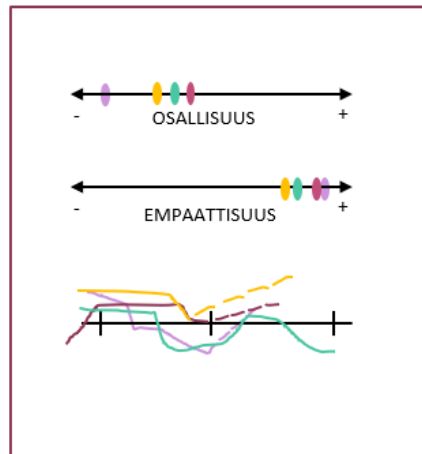 - +
OSALLISUUS
- +
EMPAATTISUUS